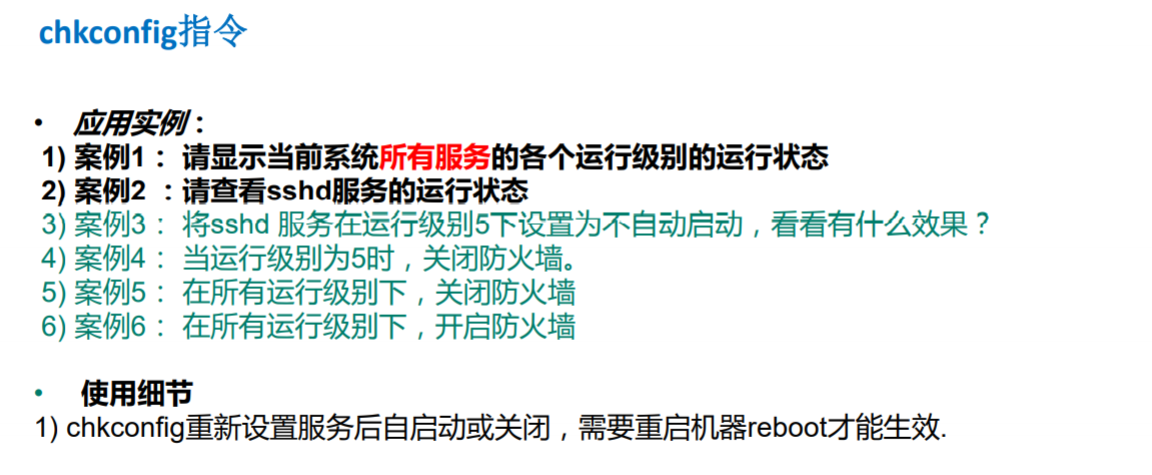 chkconfig指令
• 应用实例：
1) 案例1： 请显示当前系统所有服务的各个运行级别的运行状态
2) 案例2 ：请查看sshd服务的运行状态
3) 案例3： 将sshd 服务在运行级别5下设置为不自动启动，看看有什么效果？
4) 案例4： 当运行级别为5时，关闭防火墙。
5) 案例5： 在所有运行级别下，关闭防火墙
6) 案例6： 在所有运行级别下，开启防火墙
• 使用细节
1) chkconfig重新设置服务后自启动或关闭，需要重启机器reboot才能生效.